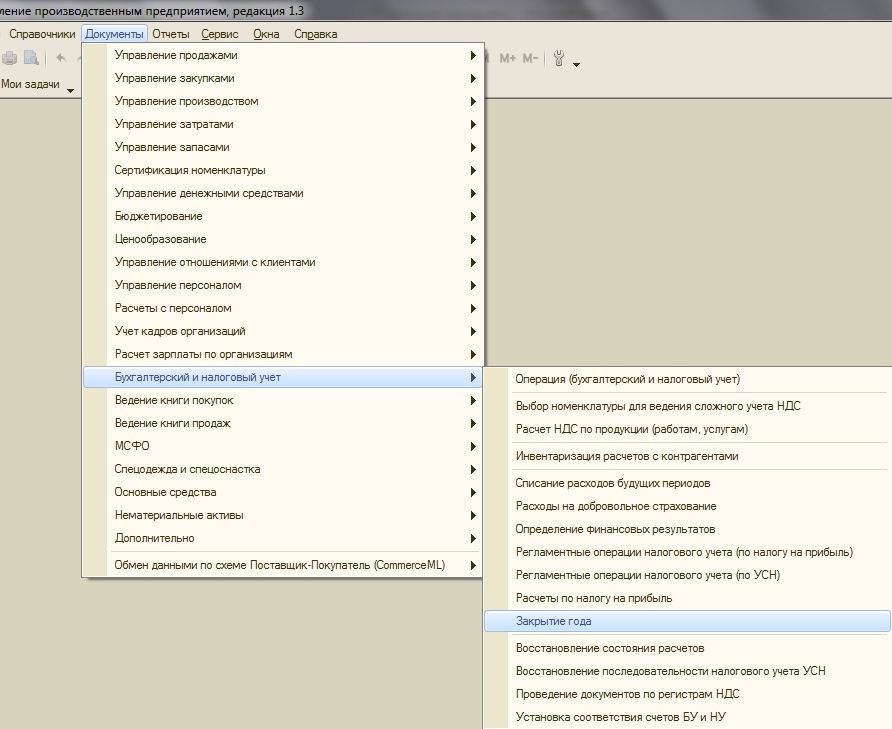 ление производственным предприятием, редакция 1.3
Справочники Документы Отчеты Сервис Окна Справка
M+ M-
Мои задачи
Управление продажами
Управление закупками
Управление производством
Управление затратами
Управление запасами
Сертификация номенклатуры
Управление денежными средствами
Бюджетирование
Ценообразование
Управление отношениями с клиентами
Управление персоналом
Расчеты с персоналом
Учет кадров организаций
Расчет зарплаты по организациям
Бухгалтерский и налоговый учет
Ведение книги покупок
Ведение книги продаж
МСФО
Спецодежда и спецоснастка
Основные средства
Нематериальные активы
Дополнительно
Обмен данными по схеме Поставщик-Покупатель (CommerceML)
Операция (бухгалтерский и налоговый учет)
Выбор номенклатуры для ведения сложного учета НДС
Расчет НДС по продукции (работам, услугам)
Инвентаризация расчетов с контрагентами
Списание расходов будущих периодов
Расходы на добровольное страхование
Определение финансовых результатов
Регламентные операции налогового учета (по налогу на прибыль)
Регламентные операции налогового учета (по УСН)
Расчеты по налогу на прибыль
Закрытие года
Восстановление состояния расчетов
Восстановление последовательности налогового учета УСН
Проведение документов по регистрам НДС
Установка соответствия счетов БУ и НУ